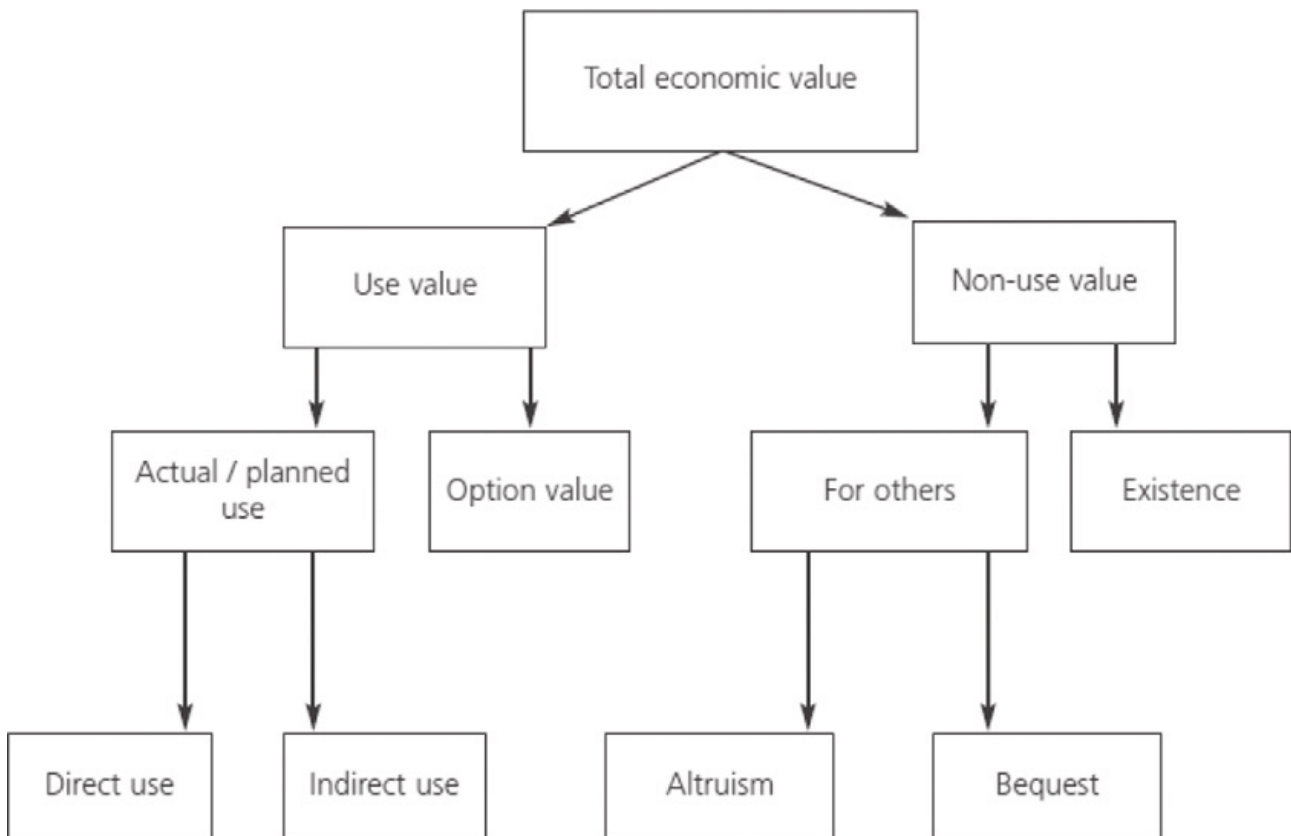 Total economic value
Use value
Non-use value
Actual / planned
use
Option value
For others
Existence
Direct use
Indirect use
Altruism
Bequest